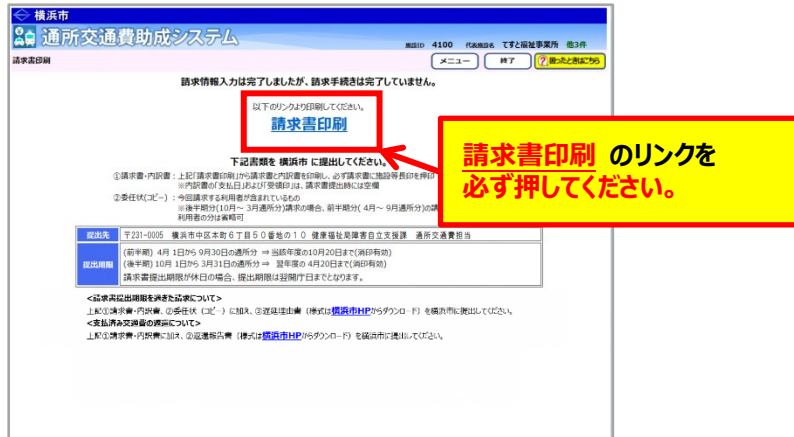 横浜市
通所交通費助成システム
施設ID 4100 代表施設名 てすと福祉事業所 他3件
請求書印刷
メニュー 終了 ?困ったときはこちら
請求情報入力は完了しましたが、請求手続きは完了していません。
以下のリンクより印刷してください。
請求書印刷
請求書印刷 のリンクを
必ず押してください。
下記書類を 横浜市 に提出してください。
①請求書・内訳書:上記「請求書印刷」から請求書と内訳書を印刷し、必ず請求書に施設等長印を押印
※内訳書の「支払日」および「受領印」は、請求書提出時には空欄
②委任状(コピー):今回請求する利用者が含まれているもの
※後半期分(10月～ 3月通所分)請求の場合、前半期分( 4月～ 9月通所分)の請
利用者の分は省略可
提出先 〒231-0005 横浜市中区本町6丁目50番地の10 健康福祉局障害自立支援課 通所交通費担当
提出期限
(前半期) 4月 1日から 9月30日の通所分 ⇒ 当該年度の10月20日まで(消印有効)
(後半期)10月 1日から 3月31日の通所分 ⇒ 翌年度の 4月20日まで(消印有効)
請求書提出期限が休日の場合、提出期限は翌開庁日までとなります。
<請求書提出期限を過ぎた請求について>
上記①請求書・内訳書、②委任状(コピー)に加え、③遅延理由書(様式は横浜市HPからダウンロード)を横浜市に提出してください。
<支払済み交通費の返還について>
上記①請求書・内訳書に加え、②返還報告書(様式は横浜市HPからダウンロード)を横浜市に提出してください。